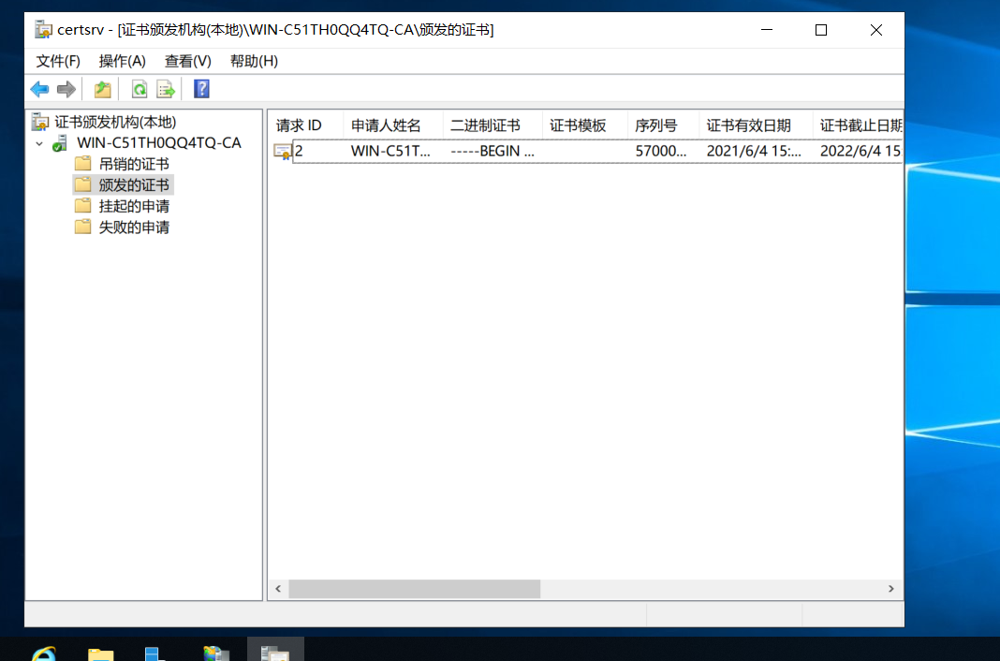 certsrv - [证书颁发机构(本地)\WIN-C51TH0QQ4TQ-CA\颁发的证书]
文件(F) 操作(A) 查看(V) 帮助(H)
证书颁发机构(本地)
WIN-C51TH0QQ4TQ-CA
吊销的证书
颁发的证书
挂起的申请
失败的申请
请求 ID 申请人姓名 二进制证书 证书模板 序列号 证书有效日期 证书截止日期
2 WIN-C51T... -----BEGIN ... 57000... 2021/6/4 15:... 2022/6/4 15